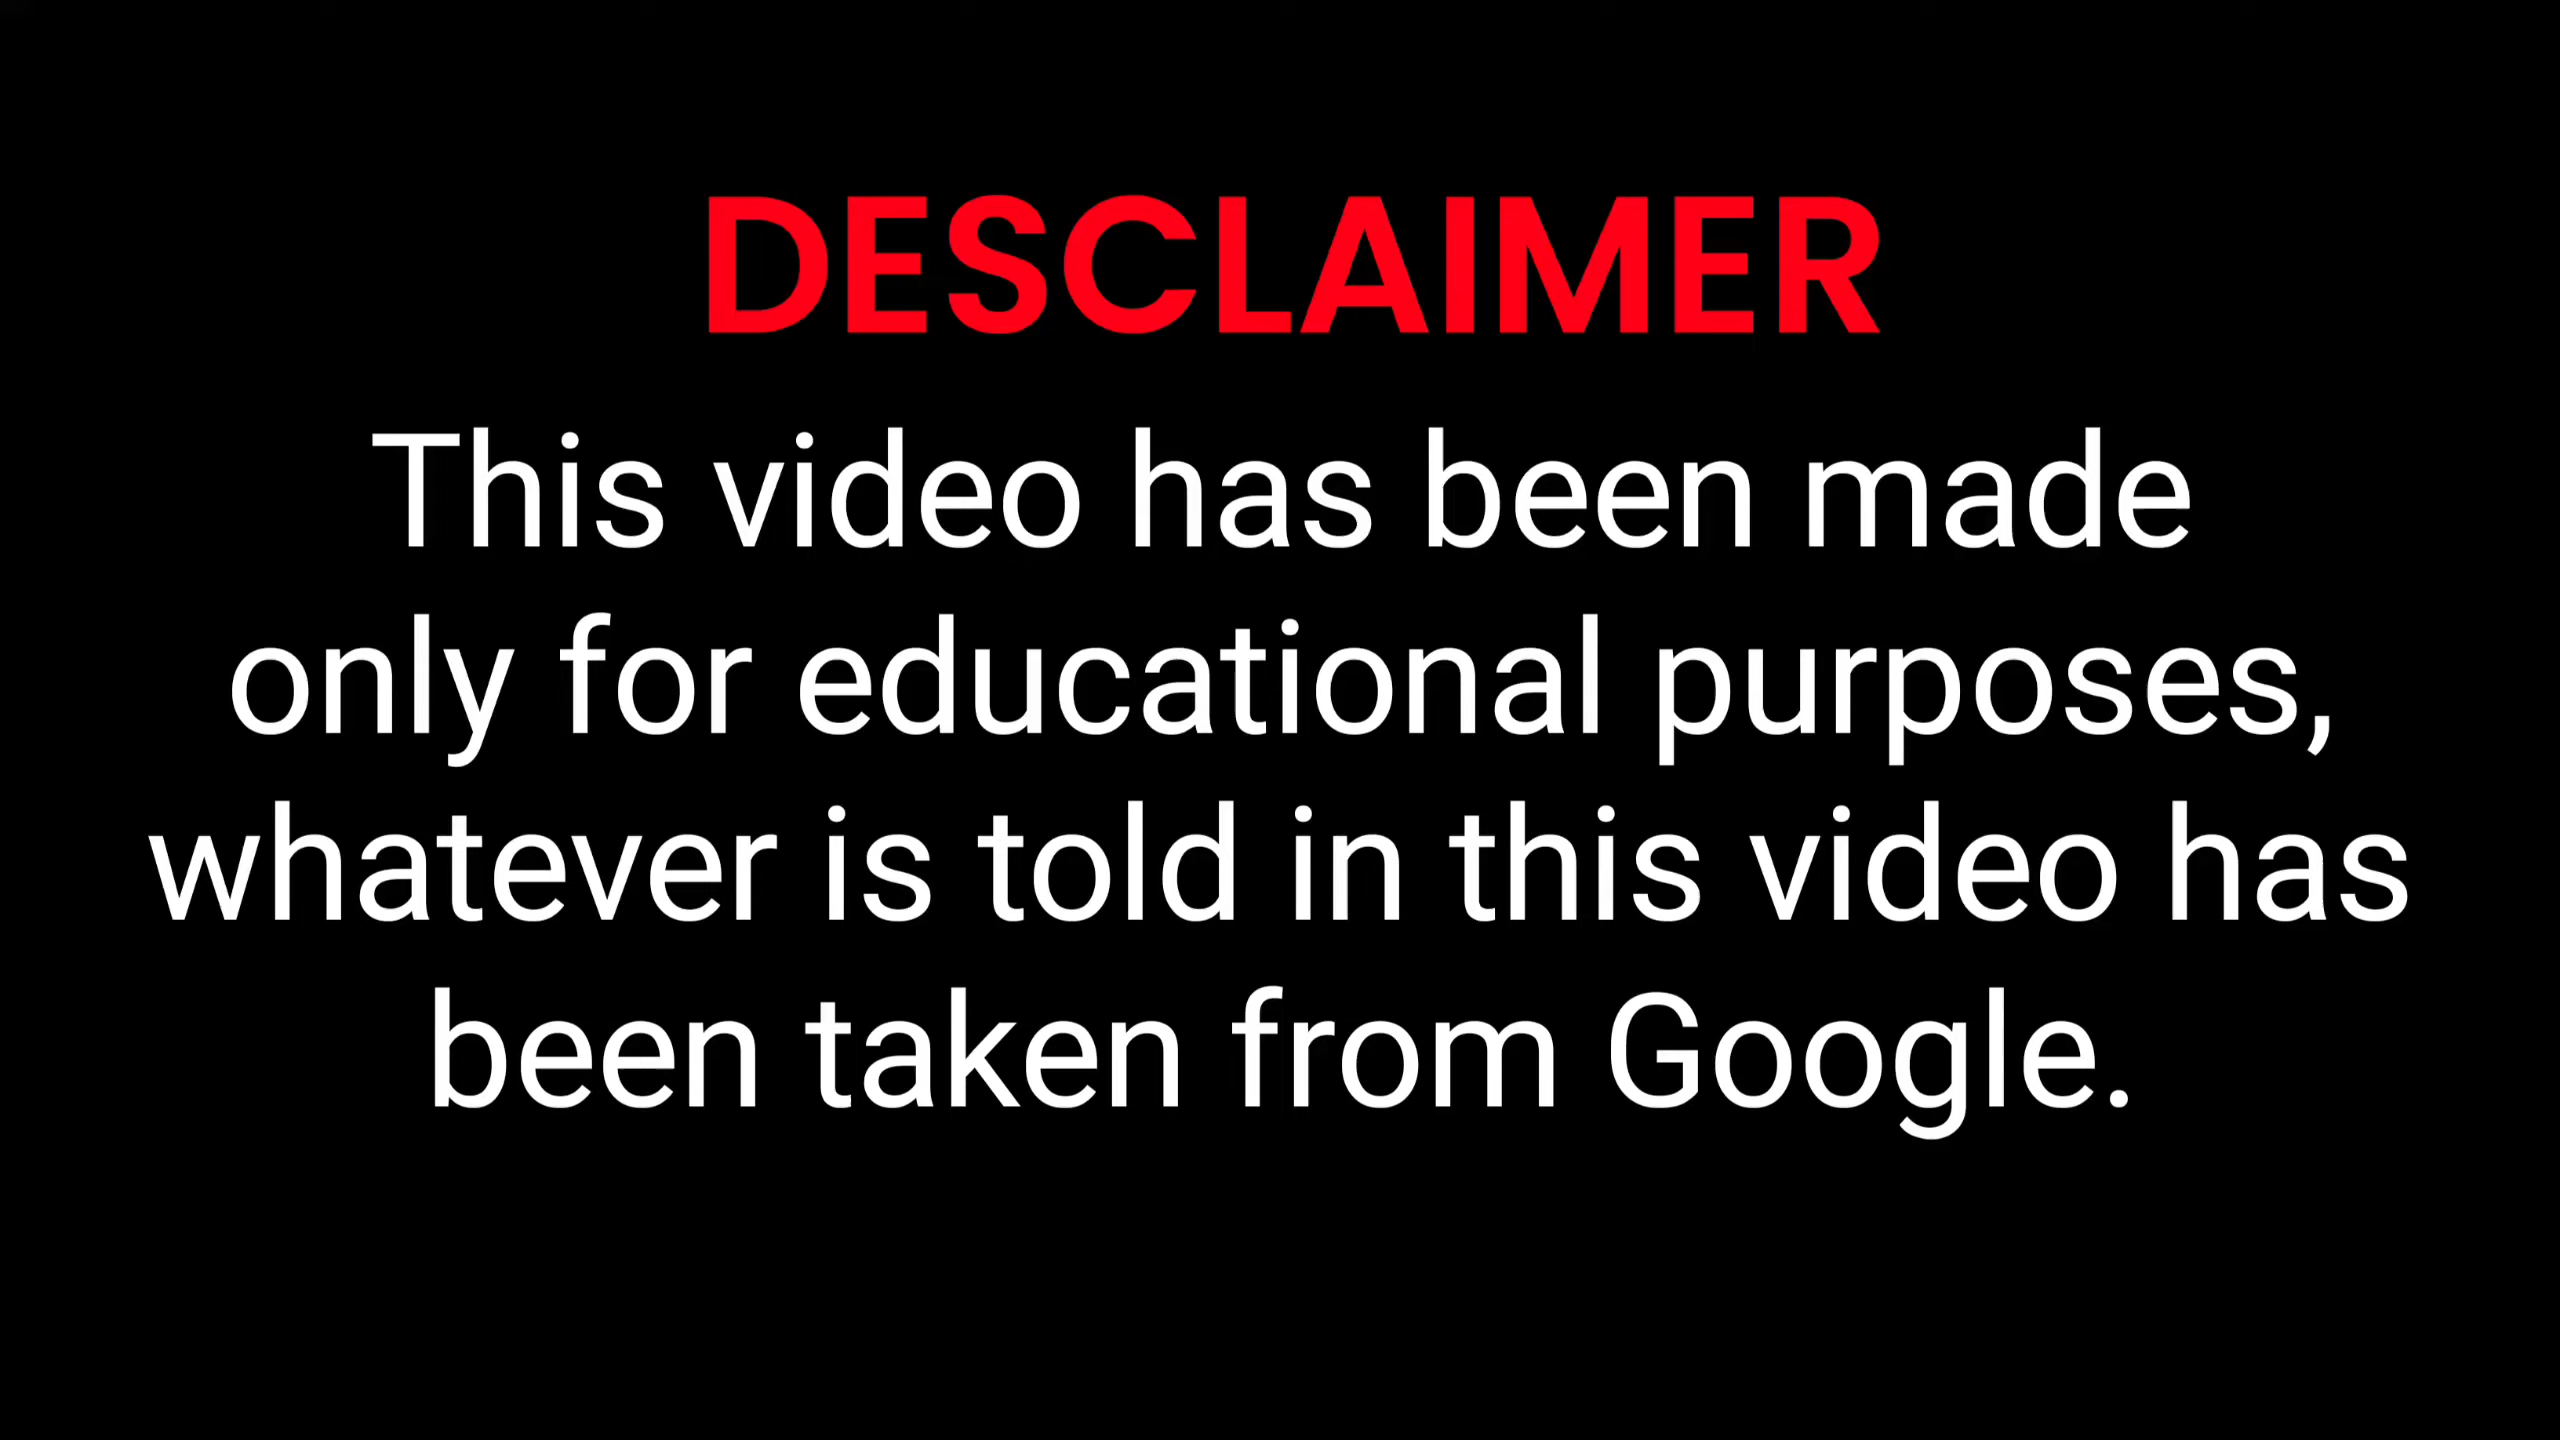 DESCLAIMER
This video has been made
only for educational purposes,
whatever is told in this video has
been taken from Google.